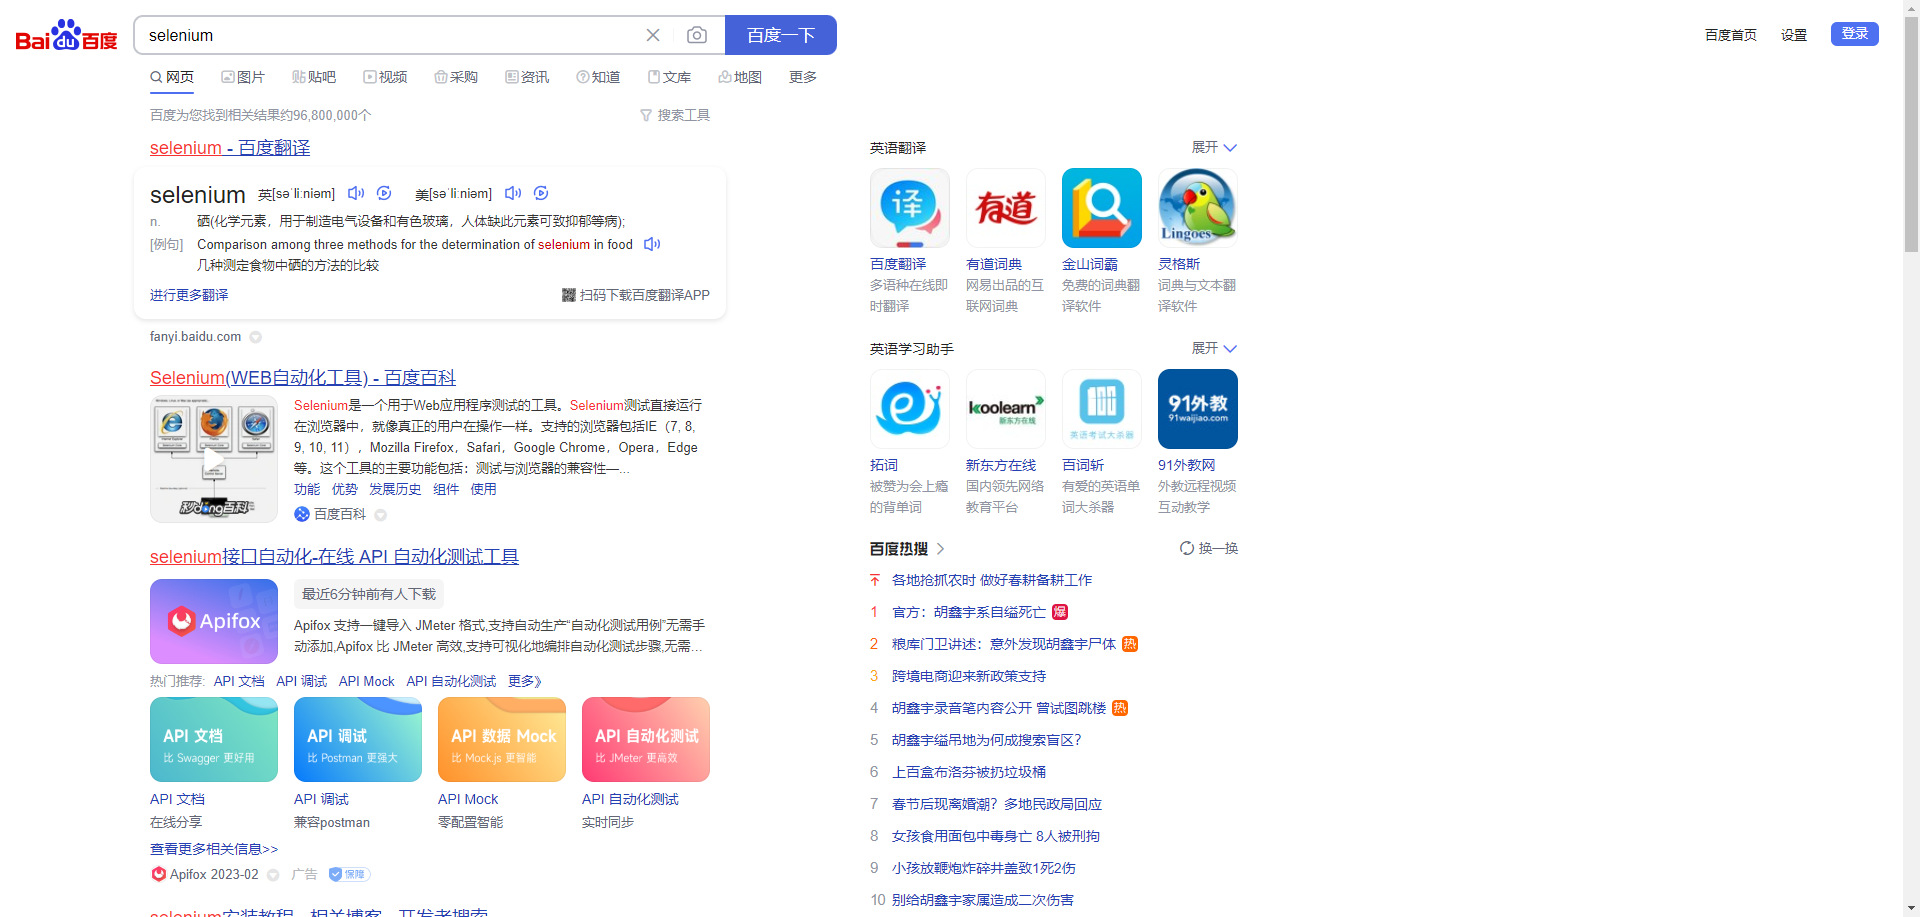 Bai du 百度
selenium
百度一下
百度首页 设置 登录
网页 图片 贴吧 视频 采购 资讯 知道 文库 地图 更多
百度为您找到相关结果约96,800,000个
搜索工具
selenium - 百度翻译
selenium 英[səˈliːniəm] 美[səˈliːniəm]
n. 硒(化学元素，用于制造电气设备和有色玻璃，人体缺此元素可致抑郁等病);
[例句] Comparison among three methods for the determination of selenium in food
几种测定食物中硒的方法的比较
进行更多翻译
扫码下载百度翻译APP
fanyi.baidu.com
Selenium(WEB自动化工具) - 百度百科
Selenium是一个用于Web应用程序测试的工具。Selenium测试直接运行
在浏览器中，就像真正的用户在操作一样。支持的浏览器包括IE（7, 8,
9, 10, 11），Mozilla Firefox，Safari，Google Chrome，Opera，Edge
等。这个工具的主要功能包括：测试与浏览器的兼容性—...
功能 优势 发展历史 组件 使用
秒dong百科
百度百科
selenium接口自动化-在线 API 自动化测试工具
Apifox
最近6分钟前有人下载
Apifox 支持一键导入 JMeter 格式,支持自动生产“自动化测试用例”无需手
动添加,Apifox 比 JMeter 高效,支持可视化地编排自动化测试步骤,无需...
热门推荐: API 文档 API 调试 API Mock API 自动化测试 更多》
API 文档
比 Swagger 更好用
API 调试
比 Postman 更强大
API 数据 Mock
比 Mock.js 更智能
API 自动化测试
比 JMeter 更高效
API 文档 API 调试 API Mock API 自动化测试
在线分享 兼容postman 零配置智能 实时同步
查看更多相关信息>>
Apifox 2023-02 广告 保障
selenium安装教程 - 相关博客 - 开发者搜索
英语翻译 展开
译
有道
Lingoes
百度翻译 有道词典 金山词霸 灵格斯
多语种在线即 网易出品的互 免费的词典翻 词典与文本翻
时翻译 联网词典 译软件 译软件
英语学习助手 展开
koolearn
新东方在线
英语考试大杀器
91外教
91waijiao.com
拓词 新东方在线 百词斩 91外教网
被赞为会上瘾 国内领先网络 有爱的英语单 外教远程视频
的背单词 教育平台 词大杀器 互动教学
百度热搜 换一换
各地抢抓农时 做好春耕备耕工作
1 官方：胡鑫宇系自缢死亡 爆
2 粮库门卫讲述：意外发现胡鑫宇尸体 热
3 跨境电商迎来新政策支持
4 胡鑫宇录音笔内容公开 曾试图跳楼 热
5 胡鑫宇缢吊地为何成搜索盲区？
6 上百盒布洛芬被扔垃圾桶
7 春节后现离婚潮？多地民政局回应
8 女孩食用面包中毒身亡 8人被刑拘
9 小孩放鞭炮炸碎井盖致1死2伤
10 别给胡鑫宇家属造成二次伤害